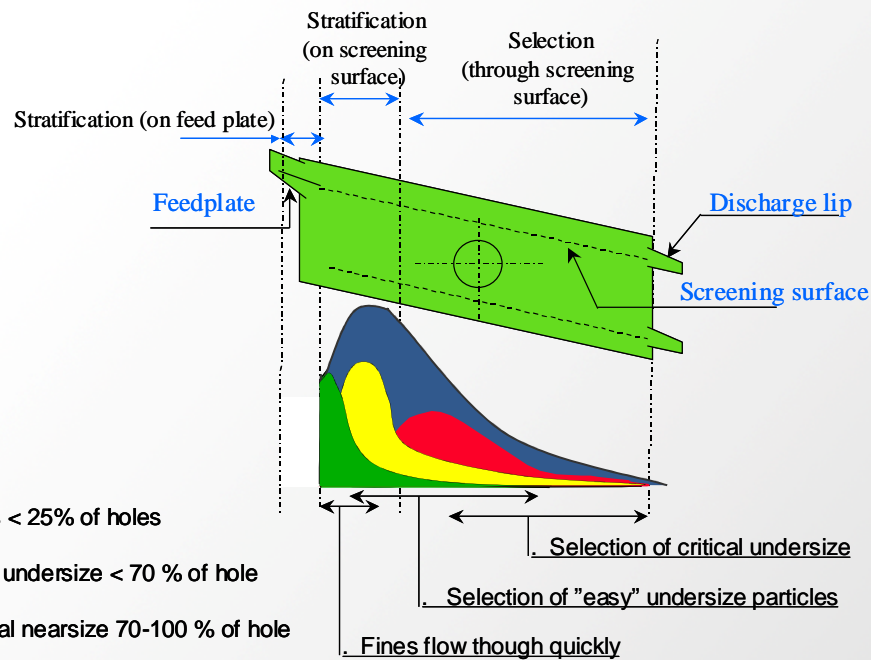 Stratification
(on screening
surface)
Selection
(through screening
surface)
Stratification (on feed plate)
Feedplate
Discharge lip
Screening surface
< 25% of holes
undersize < 70 % of hole
nearsize 70-100 % of hole
. Selection of critical undersize
. Selection of ”easy” undersize particles
. Fines flow though quickly